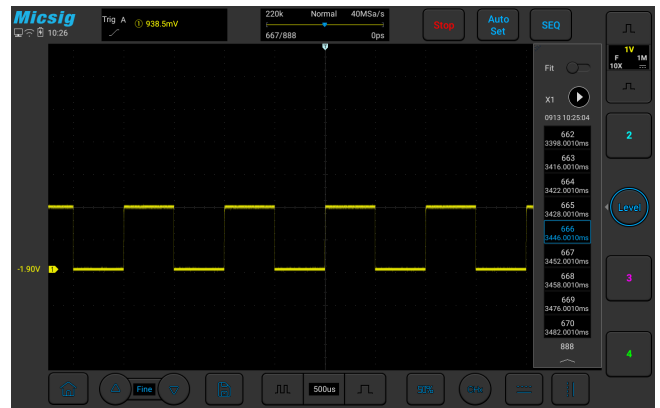 Micsig
10:26
Trig A ① 938.5mV
220k Normal 40MSa/s
667/888 0ps
Stop
Auto
Set
SEQ
1V
F 1M
10X
Fit
X1
0913 10:25:04
662
3398.0010ms
663
3416.0010ms
664
3422.0010ms
665
3428.0010ms
666
3446.0010ms
667
3452.0010ms
668
3458.0010ms
669
3476.0010ms
670
3482.0010ms
888
2
Level
3
4
-1.90V
1
Fine
500us
50%
SEQ